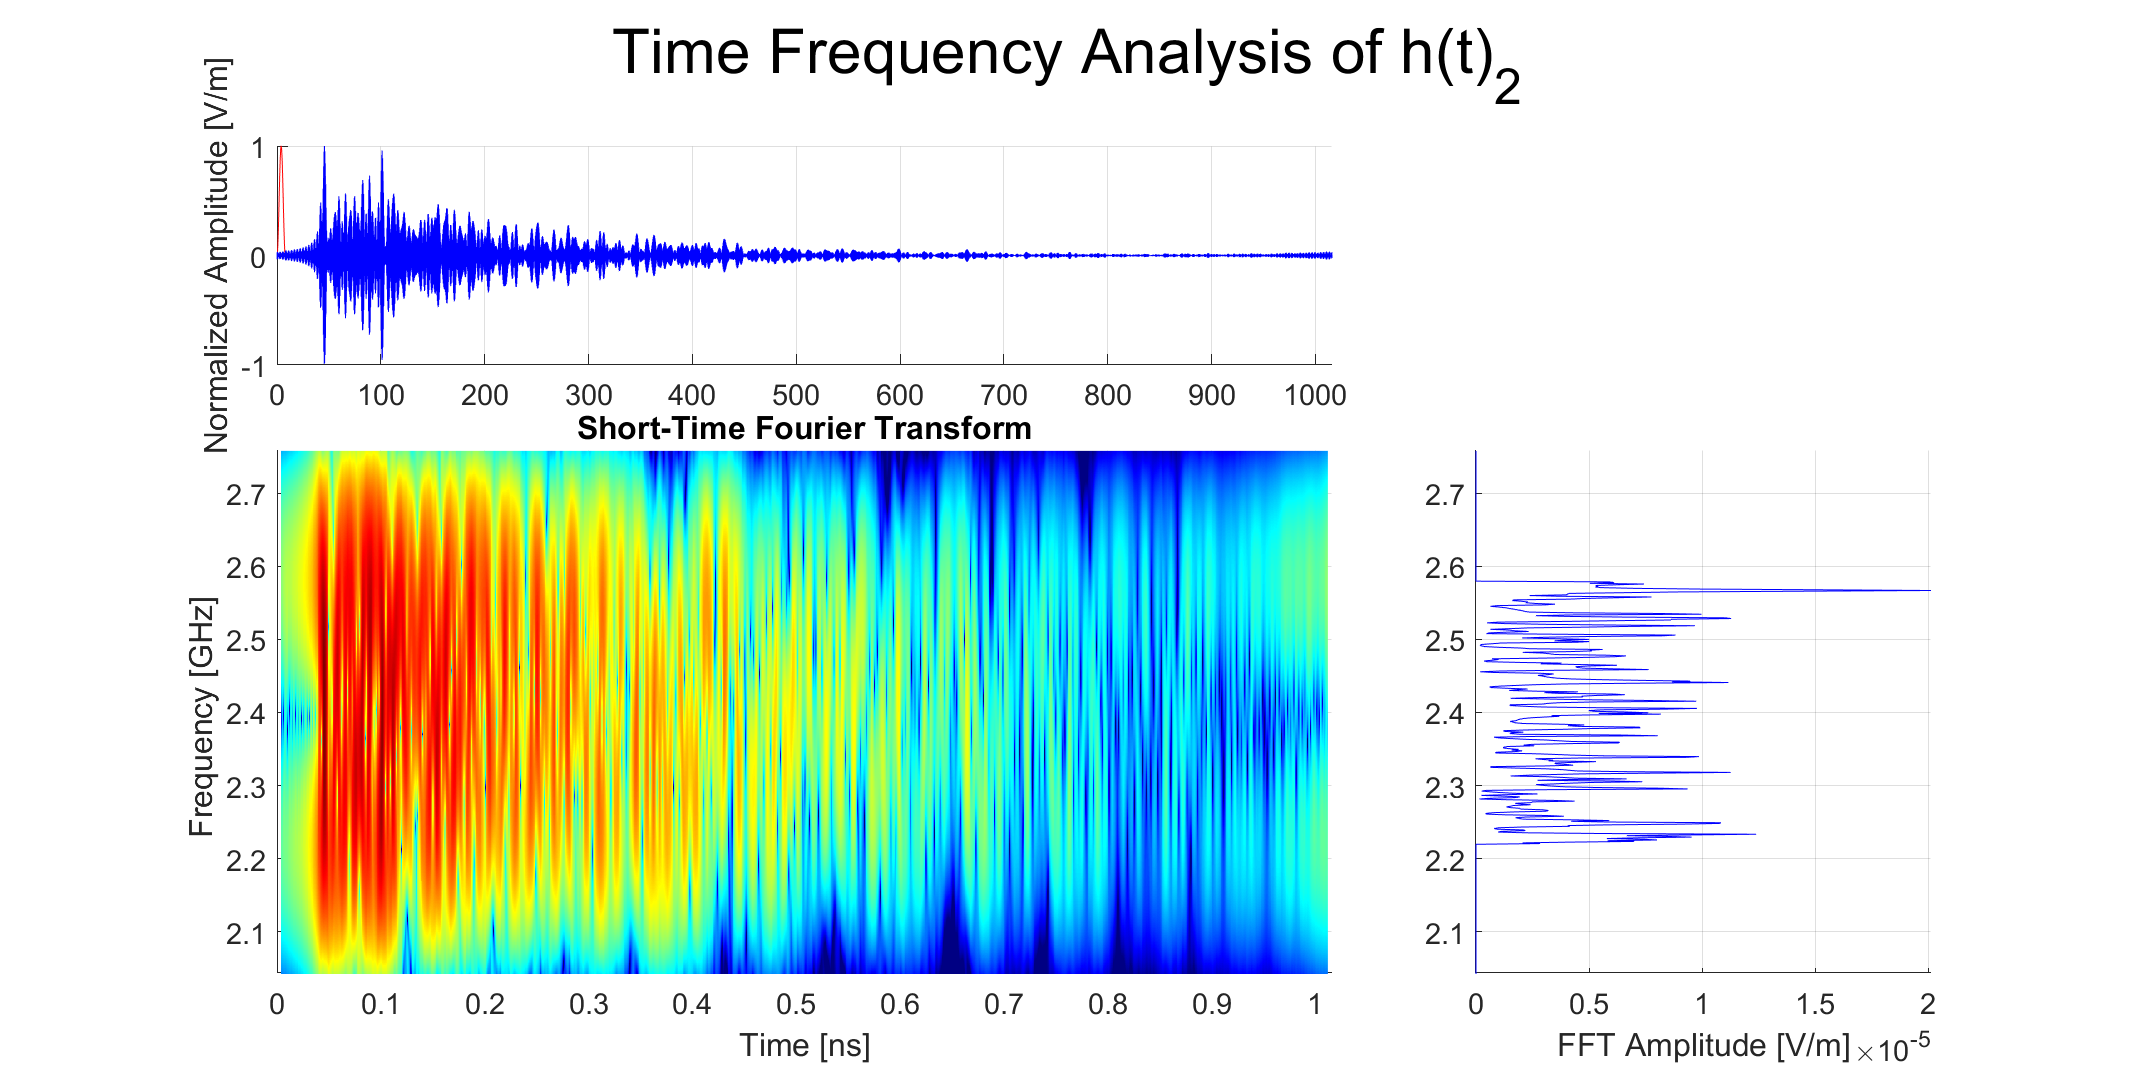 Time Frequency Analysis of h(t)₂
Normalized Amplitude [V/m]
1
0
-1
0 100 200 300 400 500 600 700 800 900 1000
Short-Time Fourier Transform
Frequency [GHz]
2.7
2.6
2.5
2.4
2.3
2.2
2.1
0 0.1 0.2 0.3 0.4 0.5 0.6 0.7 0.8 0.9 1
Time [ns]
2.7
2.6
2.5
2.4
2.3
2.2
2.1
0 0.5 1 1.5 2
FFT Amplitude [V/m] ×10⁻⁵